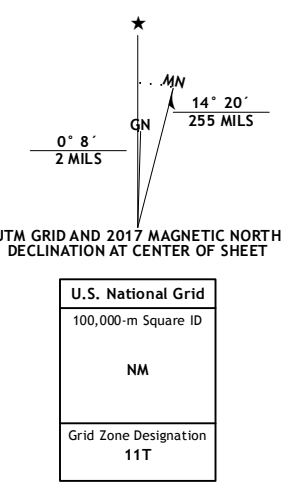 ★
MN
14° 20´
255 MILS
GN
0° 8´
2 MILS
UTM GRID AND 2017 MAGNETIC NORTH
DECLINATION AT CENTER OF SHEET
U.S. National Grid
100,000-m Square ID
NM
Grid Zone Designation
11T